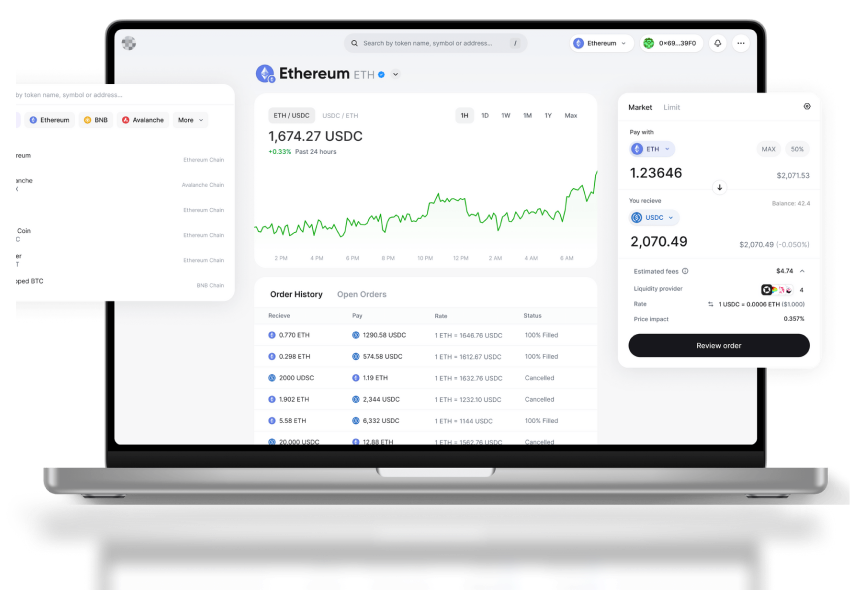 Search by token name, symbol or address... /
Ethereum
0×69...39F0
Ethereum ETH
by token name, symbol or address...
Ethereum BNB Avalanche More
reum
Ethereum Chain
anche
X
Avalanche Chain
Ethereum Chain
Coin
C
Ethereum Chain
er
T
Ethereum Chain
pped BTC
BNB Chain
ETH / USDC USDC / ETH
1H 1D 1W 1M 1Y Max
1,674.27 USDC
+0.33% Past 24 hours
2 PM 4 PM 6 PM 8 PM 10 PM 12 PM 2 AM 4 AM 6 AM
Order History Open Orders
Recieve Pay Rate Status
0.770 ETH 1290.58 USDC 1 ETH = 1646.76 USDC 100% Filled
0.298 ETH 574.58 USDC 1 ETH = 1612.67 USDC 100% Filled
2000 UDSC 1.19 ETH 1 ETH = 1632.76 USDC Cancelled
1.902 ETH 2,344 USDC 1 ETH = 1232.10 USDC Cancelled
5.58 ETH 6,332 USDC 1 ETH = 1144 USDC 100% Filled
20,000 USDC 12.88 ETH 1 ETH = 1562.76 USDC Cancelled
Market Limit
Pay with
ETH
MAX 50%
1.23646
$2,071.53
You recieve
Balance: 42.4
USDC
2,070.49
$2,070.49 (−0.050%)
Estimated fees $4.74
Liquidity provider 4
Rate 1 USDC = 0.0006 ETH ($1.000)
Price impact 0.357%
Review order